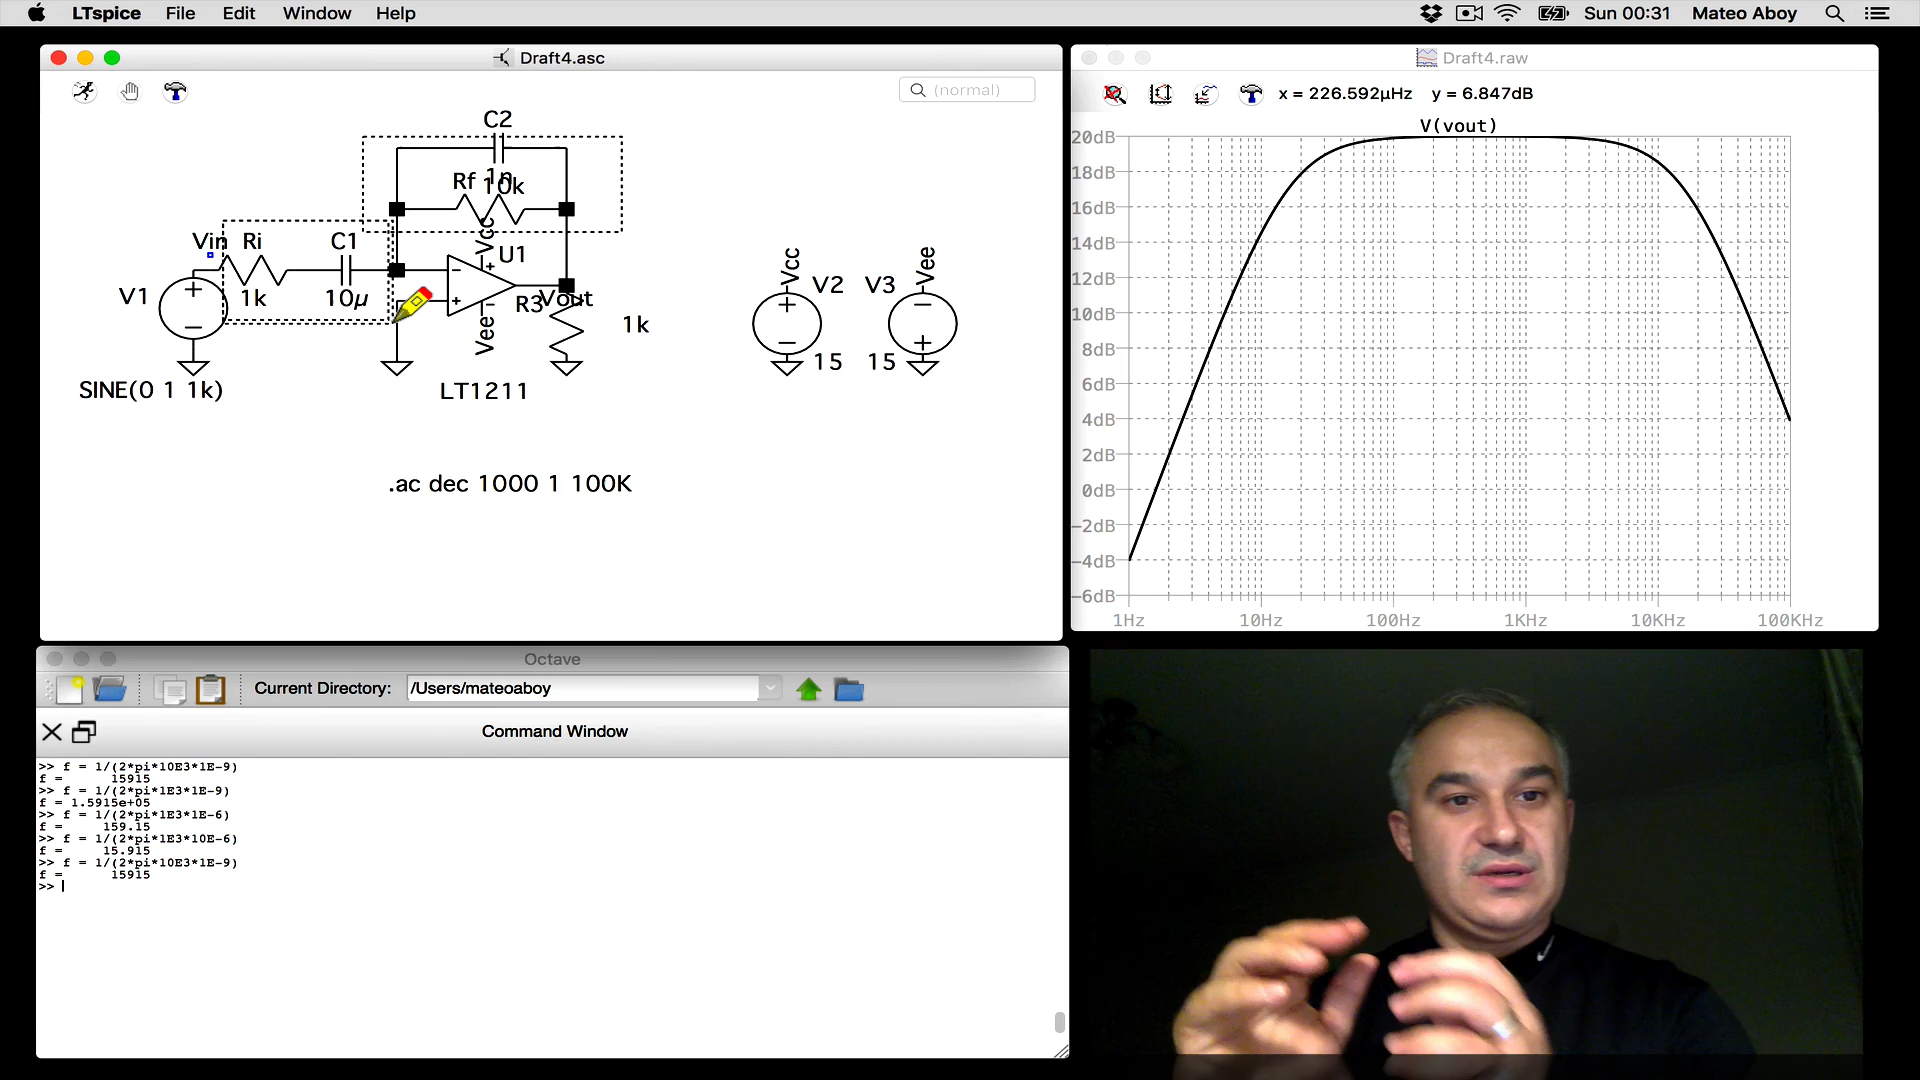 LTspice File Edit Window Help Sun 00:31 Mateo Aboy
Draft4.asc
(normal)
C2
1n
Rf 10k
Vin Ri C1 Vcc U1
V1 1k 10µ R3 Vout
Vee 1k
SINE(0 1 1k) LT1211
Vcc V2 V3 Vee
15 15
.ac dec 1000 1 100K
Draft4.raw
x = 226.592µHz y = 6.847dB
V(vout)
20dB
18dB
16dB
14dB
12dB
10dB
8dB
6dB
4dB
2dB
0dB
-2dB
-4dB
-6dB
1Hz 10Hz 100Hz 1KHz 10KHz 100KHz
Octave
Current Directory: /Users/mateoaboy
Command Window
>> f = 1/(2*pi*10E3*1E-9)
f = 15915
>> f = 1/(2*pi*1E3*1E-9)
f = 1.5915e+05
>> f = 1/(2*pi*1E3*1E-6)
f = 159.15
>> f = 1/(2*pi*1E3*10E-6)
f = 15.915
>> f = 1/(2*pi*10E3*1E-9)
f = 15915
>>